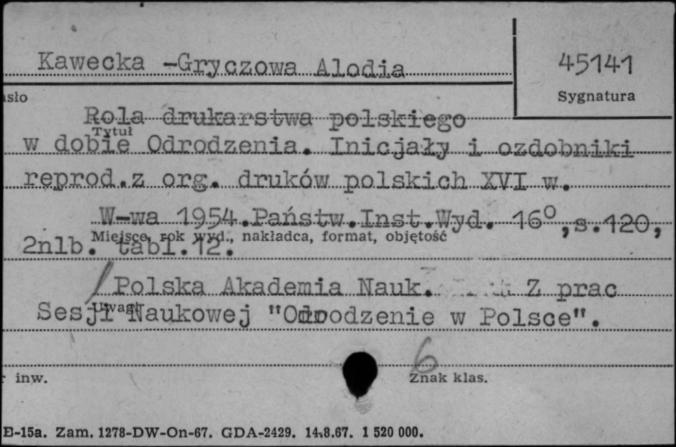 Kawecka -Gryczowa Alodia
45141
asło
Sygnatura
Rola drukarstwa polskiego
Tytuł
w dobie Odrodzenia. Inicjały i ozdobniki
reprod.z org. druków polskich XVI w.
W-wa 1954.Państw.Inst.Wyd. 16⁰,s.120,
Miejsce, rok wyd., nakładca, format, objętość
2nlb. tabl.12.
/Polska Akademia Nauk. Z prac
Uwagi
Sesji Naukowej "Odrodzenie w Polsce".
6
r inw.
Znak klas.
E-15a. Zam. 1278-DW-On-67. GDA-2429. 14.8.67. 1 520 000.